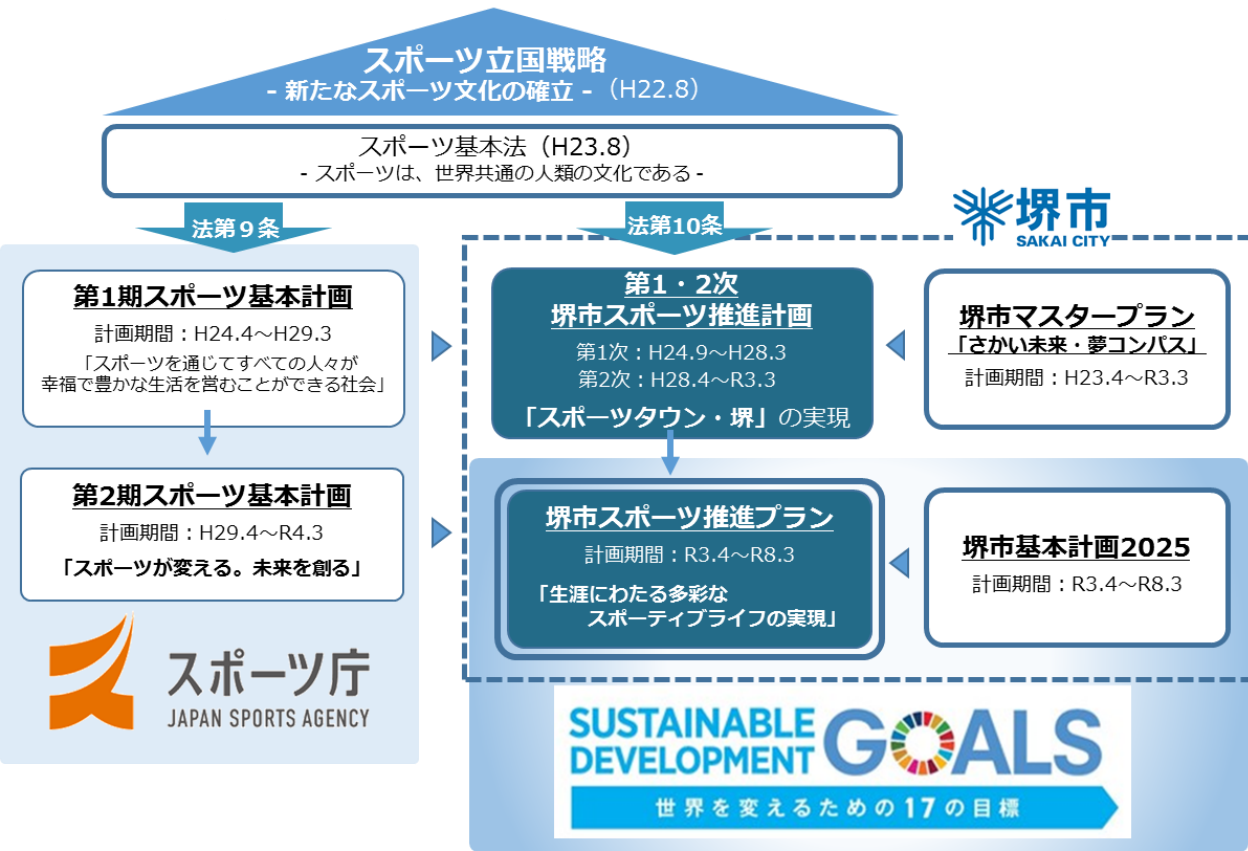 スポーツ立国戦略
- 新たなスポーツ文化の確立 -（H22.8）
スポーツ基本法（H23.8）
- スポーツは、世界共通の人類の文化である -
法第９条
法第10条
堺市
SAKAI CITY
第1期スポーツ基本計画
計画期間：H24.4～H29.3
「スポーツを通じてすべての人々が
幸福で豊かな生活を営むことができる社会」
第1・2次
堺市スポーツ推進計画
第1次：H24.9～H28.3
第2次：H28.4～R3.3
「スポーツタウン・堺」の実現
堺市マスタープラン
「さかい未来・夢コンパス」
計画期間：H23.4～R3.3
第2期スポーツ基本計画
計画期間：H29.4～R4.3
「スポーツが変える。未来を創る」
堺市スポーツ推進プラン
計画期間：R3.4～R8.3
「生涯にわたる多彩な
スポーティブライフの実現」
堺市基本計画2025
計画期間：R3.4～R8.3
スポーツ庁
JAPAN SPORTS AGENCY
SUSTAINABLE
DEVELOPMENT
GOALS
世界を変えるための17の目標